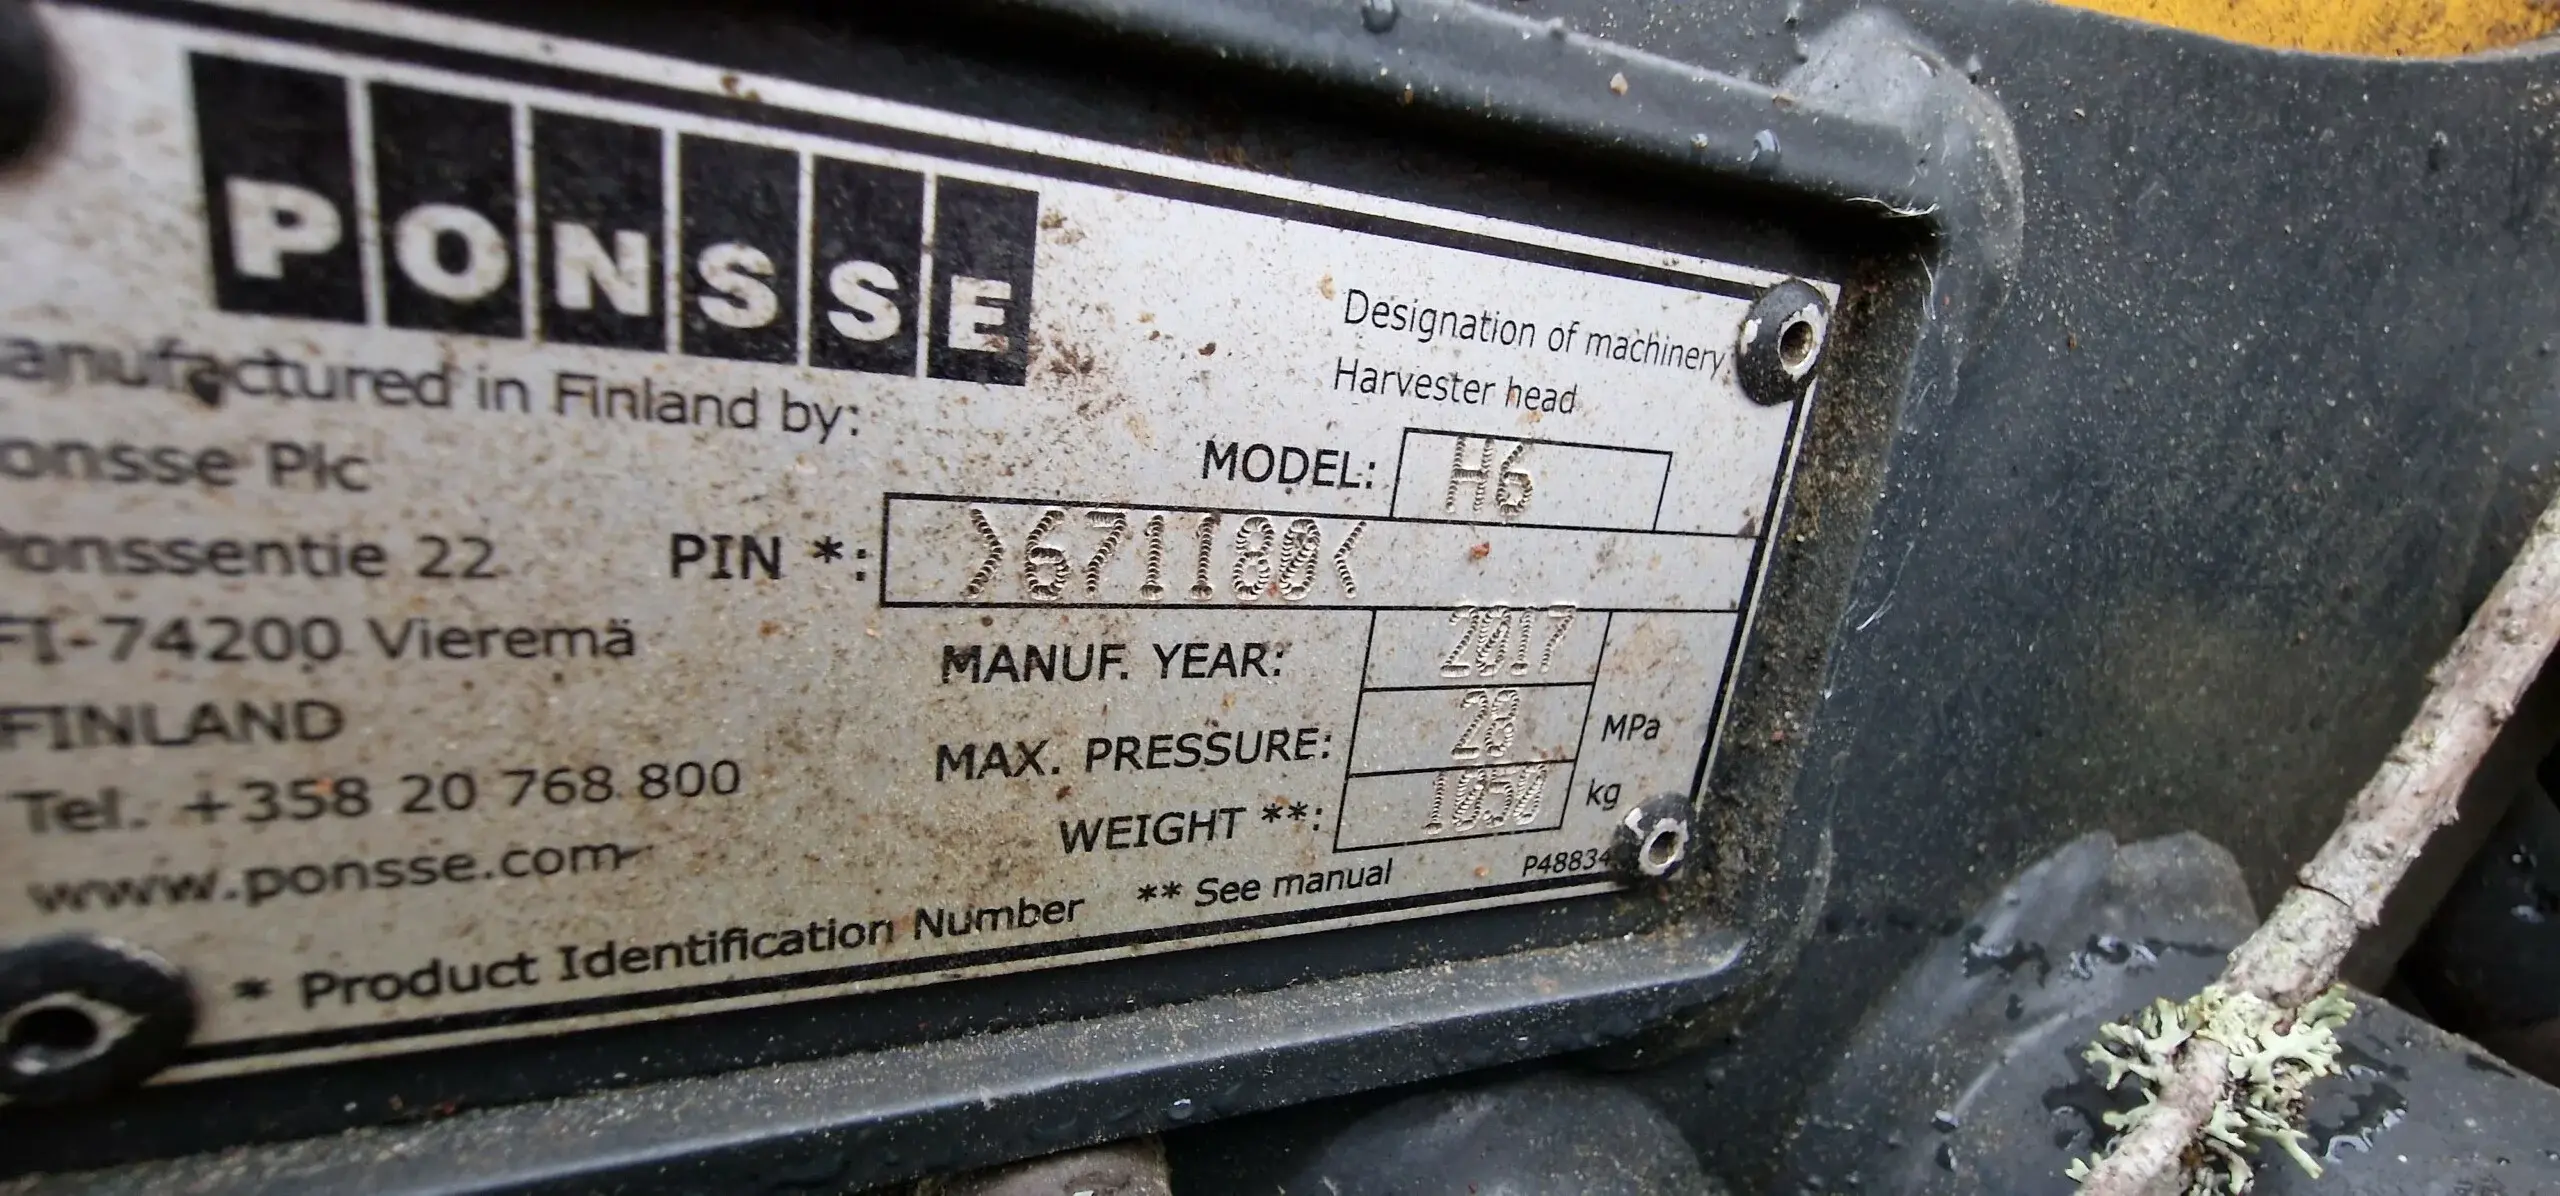 PONSSE
Designation of machinery
Harvester head
anufactured in Finland by:
onsse Plc
onssentie 22
FI-74200 Vieremä
FINLAND
Tel. +358 20 768 800
www.ponsse.com
MODEL: H6
PIN *: >671180<
MANUF. YEAR: 2017
MAX. PRESSURE: 28 MPa
WEIGHT **: 1050 kg
* Product Identification Number ** See manual
P48834